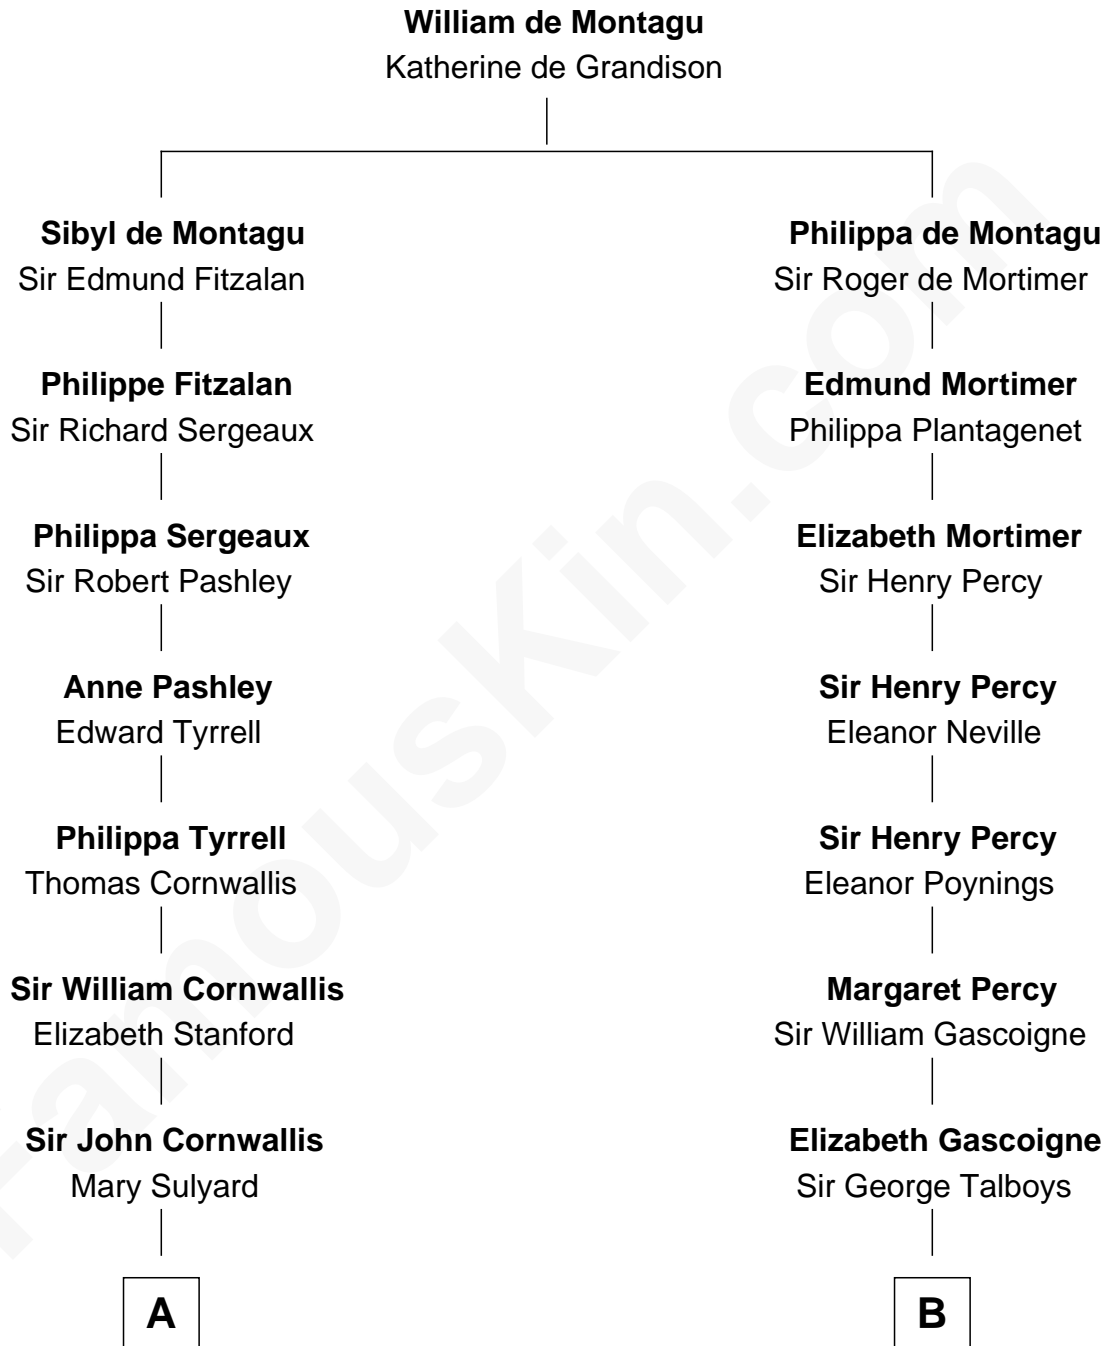 William de Montagu
Katherine de Grandison
Sibyl de Montagu
Sir Edmund Fitzalan
Philippa de Montagu
Sir Roger de Mortimer
Philippe Fitzalan
Sir Richard Sergeaux
Edmund Mortimer
Philippa Plantagenet
Philippa Sergeaux
Sir Robert Pashley
Elizabeth Mortimer
Sir Henry Percy
Anne Pashley
Edward Tyrrell
Sir Henry Percy
Eleanor Neville
Philippa Tyrrell
Thomas Cornwallis
Sir Henry Percy
Eleanor Poynings
Sir William Cornwallis
Elizabeth Stanford
Margaret Percy
Sir William Gascoigne
Sir John Cornwallis
Mary Sulyard
Elizabeth Gascoigne
Sir George Talboys
A
B
FamousKin.com